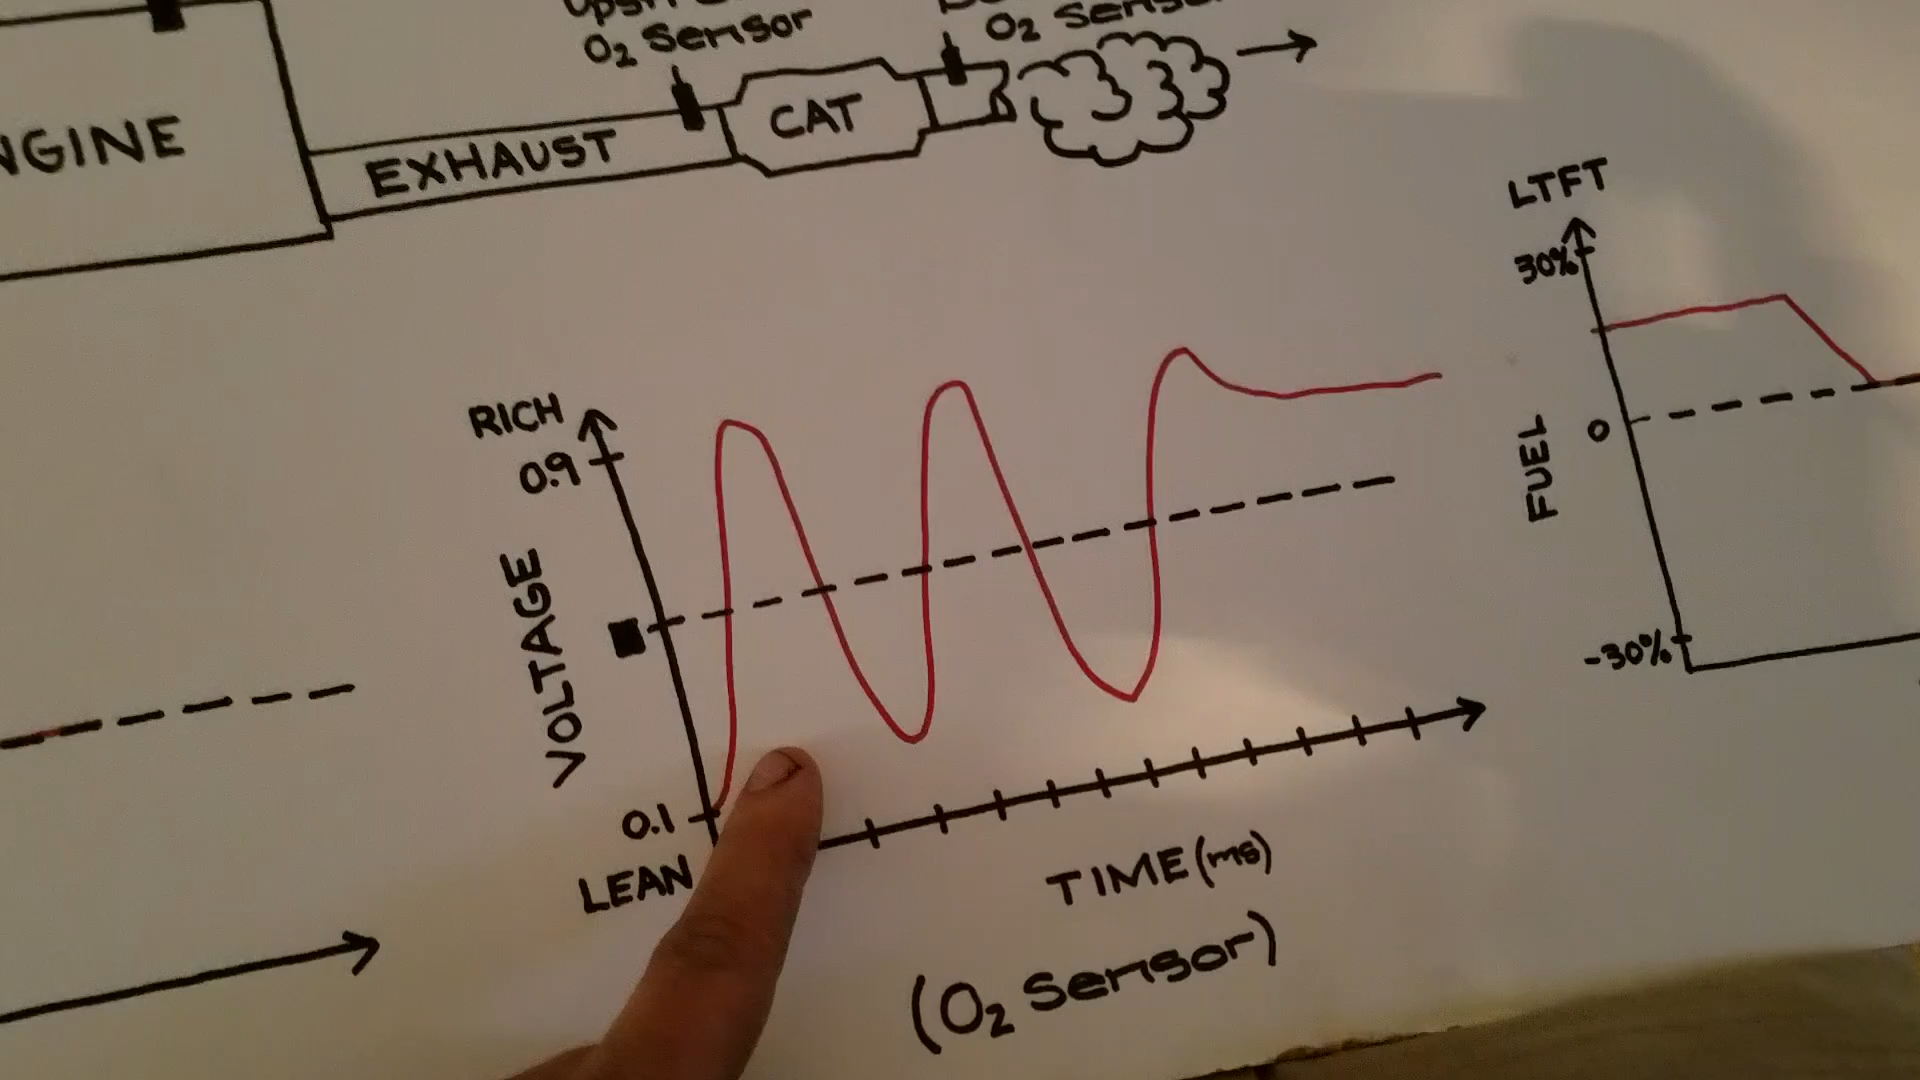 O2 Sensor
O2 Sensor
NGINE
EXHAUST
CAT
LTFT
30%
0
FUEL
-30%
RICH
0.9
VOLTAGE
0.1
LEAN
TIME (ms)
(O2 Sensor)